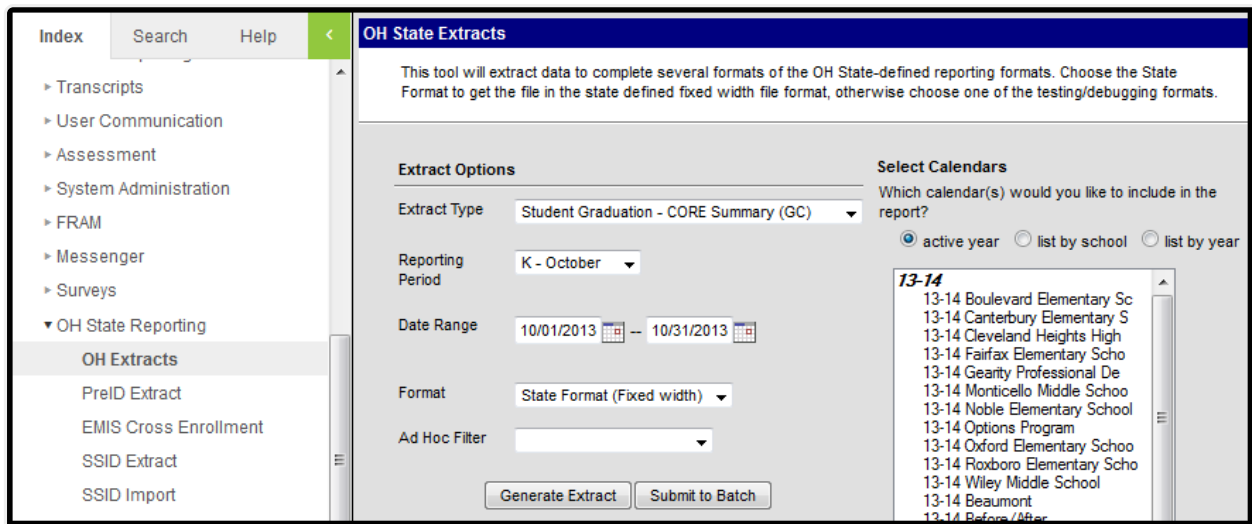 Index Search Help <
Transcripts
User Communication
Assessment
System Administration
FRAM
Messenger
Surveys
OH State Reporting
OH Extracts
PreID Extract
EMIS Cross Enrollment
SSID Extract
SSID Import
OH State Extracts
This tool will extract data to complete several formats of the OH State-defined reporting formats. Choose the State
Format to get the file in the state defined fixed width file format, otherwise choose one of the testing/debugging formats.
Extract Options
Extract Type Student Graduation - CORE Summary (GC)
Reporting
Period
K - October
Date Range 10/01/2013 -- 10/31/2013
Format State Format (Fixed width)
Ad Hoc Filter
Generate Extract Submit to Batch
Select Calendars
Which calendar(s) would you like to include in the
report?
active year list by school list by year
13-14
13-14 Boulevard Elementary Sc
13-14 Canterbury Elementary S
13-14 Cleveland Heights High
13-14 Fairfax Elementary Scho
13-14 Gearity Professional De
13-14 Monticello Middle Schoo
13-14 Noble Elementary School
13-14 Options Program
13-14 Oxford Elementary Schoo
13-14 Roxboro Elementary Scho
13-14 Wiley Middle School
13-14 Beaumont
13-14 Before/After